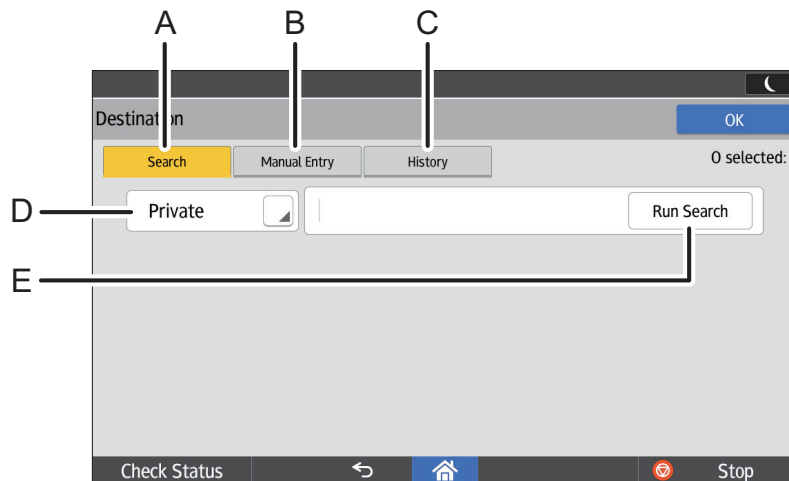 A B C
Destination OK
Search Manual Entry History 0 selected:
D Private Run Search
E
Check Status Stop